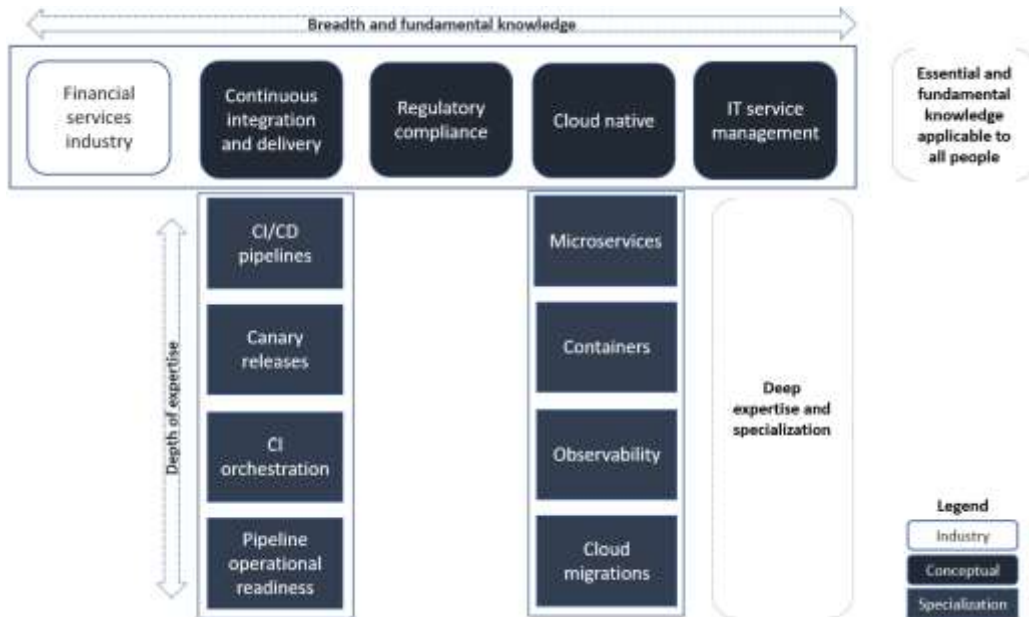 Breadth and fundamental knowledge
Financial
services
industry
Continuous
integration
and delivery
Regulatory
compliance
Cloud native
IT service
management
Essential and
fundamental
knowledge
applicable to
all people
Depth of expertise
CI/CD
pipelines
Canary
releases
CI
orchestration
Pipeline
operational
readiness
Microservices
Containers
Observability
Cloud
migrations
Deep
expertise and
specialization
Legend
Industry
Conceptual
Specialization